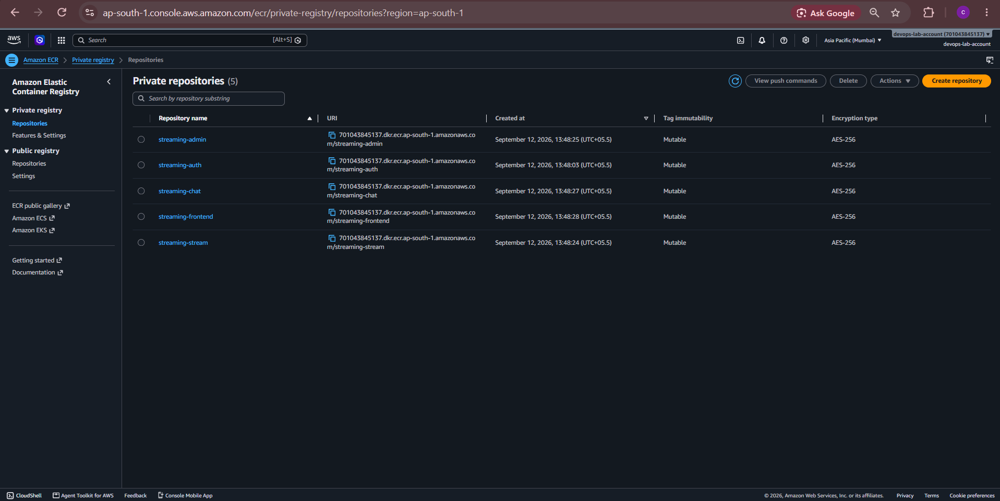 ap-south-1.console.aws.amazon.com/ecr/private-registry/repositories?region=ap-south-1
Ask Google
C
aws
Search
[Alt+S]
Asia Pacific (Mumbai)
devops-lab-account (701043845137)
devops-lab-account
Amazon ECR
Private registry
Repositories
Amazon Elastic
Container Registry
Private registry
Repositories
Features & Settings
Public registry
Repositories
Settings
ECR public gallery
Amazon ECS
Amazon EKS
Getting started
Documentation
Private repositories (5)
View push commands
Delete
Actions
Create repository
Search by repository substring
Repository name URI Created at Tag immutability Encryption type
streaming-admin 701043845137.dkr.ecr.ap-south-1.amazonaws.co September 12, 2026, 13:48:25 (UTC+05.5) Mutable AES-256
m/streaming-admin
streaming-auth 701043845137.dkr.ecr.ap-south-1.amazonaws.co September 12, 2026, 13:48:03 (UTC+05.5) Mutable AES-256
m/streaming-auth
streaming-chat 701043845137.dkr.ecr.ap-south-1.amazonaws.co September 12, 2026, 13:48:27 (UTC+05.5) Mutable AES-256
m/streaming-chat
streaming-frontend 701043845137.dkr.ecr.ap-south-1.amazonaws.co September 12, 2026, 13:48:28 (UTC+05.5) Mutable AES-256
m/streaming-frontend
streaming-stream 701043845137.dkr.ecr.ap-south-1.amazonaws.co September 12, 2026, 13:48:24 (UTC+05.5) Mutable AES-256
m/streaming-stream
CloudShell Agent Toolkit for AWS Feedback Console Mobile App © 2026, Amazon Web Services, Inc. or its affiliates. Privacy Terms Cookie preferences